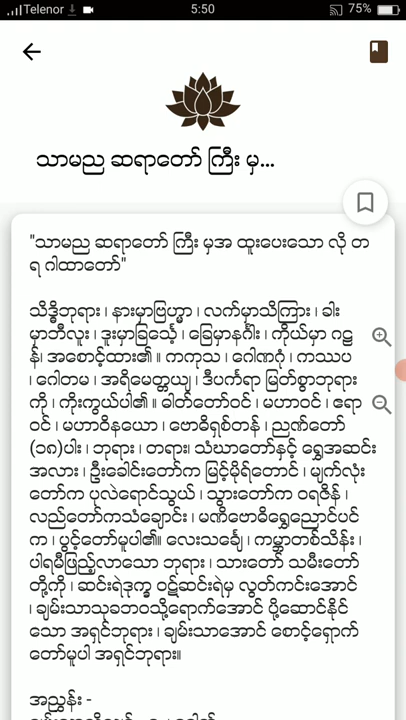 Telenor 5:50 75%
သာမည ဆရာတော် ကြီး မှ...
"သာမည ဆရာတော် ကြီး မှအ ထူးပေးသော လို တ
ရ ဂါထာတော်"
သိဒ္ဓိဘုရား ၊ နားမှာဗြဟ္မာ ၊ လက်မှာသိကြား ၊ ခါး
မှာဘီလူး ၊ ဒူးမှာခြင်္သေ့ ၊ ခြေမှာနင်္ဂါး ၊ ကိုယ်မှာ ဂဠု
န်၊ အစောင့်ထား၏ ။ ကကုသ ၊ ဂေါဏဂုံ ၊ ကဿပ
၊ ဂေါတမ ၊ အရိမေတ္တယျ ၊ ဒီပင်္ကရာ မြတ်စွာဘုရား
ကို ၊ ကိုးကွယ်ပါ၏ ။ ဓါတ်တော်ဝင် ၊ မဟာဝင် ၊ ဧရာ
ဝင် ၊ မဟာဝိနယော ၊ ဗောဓိရှစ်တန် ၊ ညဏ်တော်
(၁၈)ပါး ၊ ဘုရား ၊ တရား၊ သံဃာတော်နှင့် ရွှေအဆင်း
အလား ၊ ဦးခေါင်းတော်က မြင့်မိုရ်တောင် ၊ မျက်လုံး
တော်က ပုလဲရောင်သွယ် ၊ သွားတော်က ဝရဇိန် ၊
လည်တော်ကသံချောင်း ၊ မဏိဗောဓိရွှေညောင်ပင်
က ၊ ပွင့်တော်မူပါ၏။ လေးသင်္ချေ ၊ ကမ္ဘာတစ်သိန်း ၊
ပါရမီဖြည့်လာသော ဘုရား ၊ သားတော် သမီးတော်
တို့ကို ၊ ဆင်းရဲဒုက္ခ ဝဋ်ဆင်းရဲမှ လွတ်ကင်းအောင်
၊ ချမ်းသာသုခဘဝသို့ရောက်အောင် ပို့ဆောင်နိုင်
သော အရှင်ဘုရား ၊ ချမ်းသာအောင် စောင့်ရှောက်
တော်မူပါ အရှင်ဘုရား။
အညွှန်း -